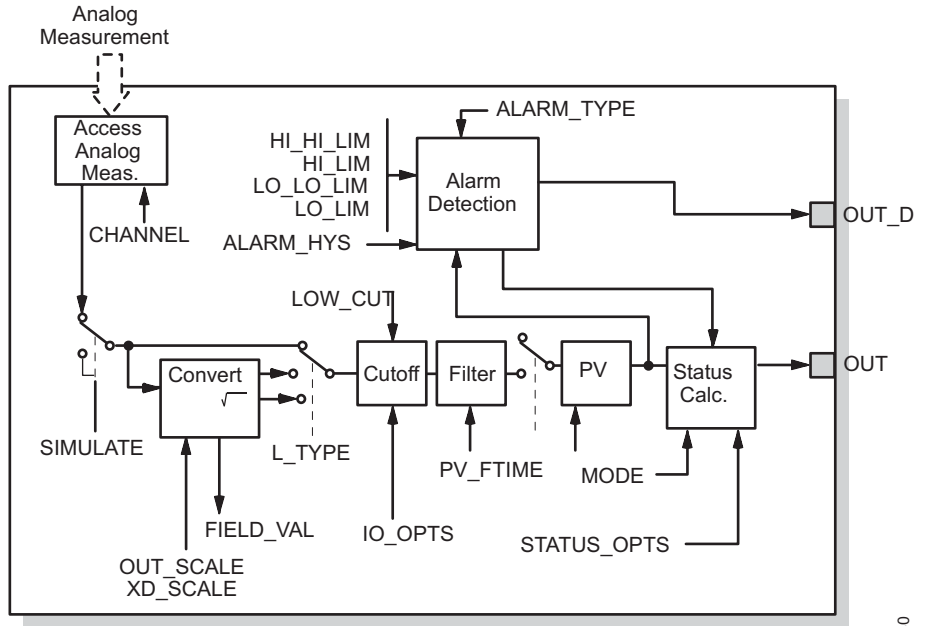 Analog
Measurement
Access
Analog
Meas.
CHANNEL
HI_HI_LIM
HI_LIM
LO_LO_LIM
LO_LIM
ALARM_HYS
ALARM_TYPE
Alarm
Detection
OUT_D
LOW_CUT
SIMULATE
Convert
√
L_TYPE
Cutoff
Filter
PV
Status
Calc.
OUT
FIELD_VAL
OUT_SCALE
XD_SCALE
IO_OPTS
PV_FTIME
MODE
STATUS_OPTS
0